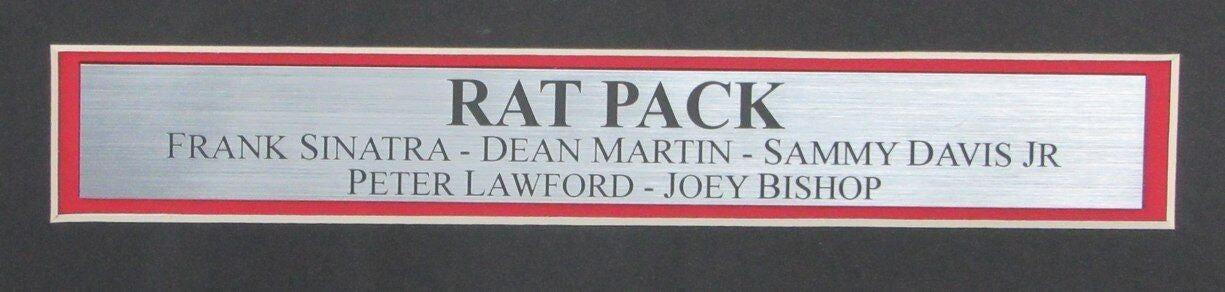 RAT PACK
FRANK SINATRA - DEAN MARTIN - SAMMY DAVIS JR
PETER LAWFORD - JOEY BISHOP